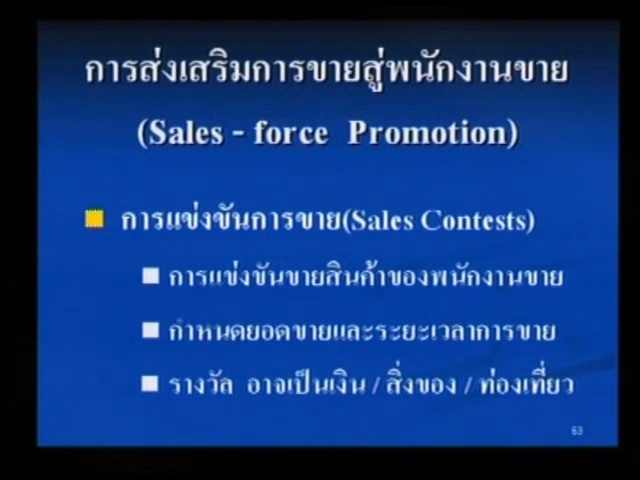 การส่งเสริมการขายสู่พนักงานขาย
(Sales - force Promotion)
การแข่งขันการขาย(Sales Contests)
การแข่งขันขายสินค้าของพนักงานขาย
กำหนดยอดขายและระยะเวลาการขาย
รางวัล อาจเป็นเงิน / สิ่งของ / ท่องเที่ยว
63